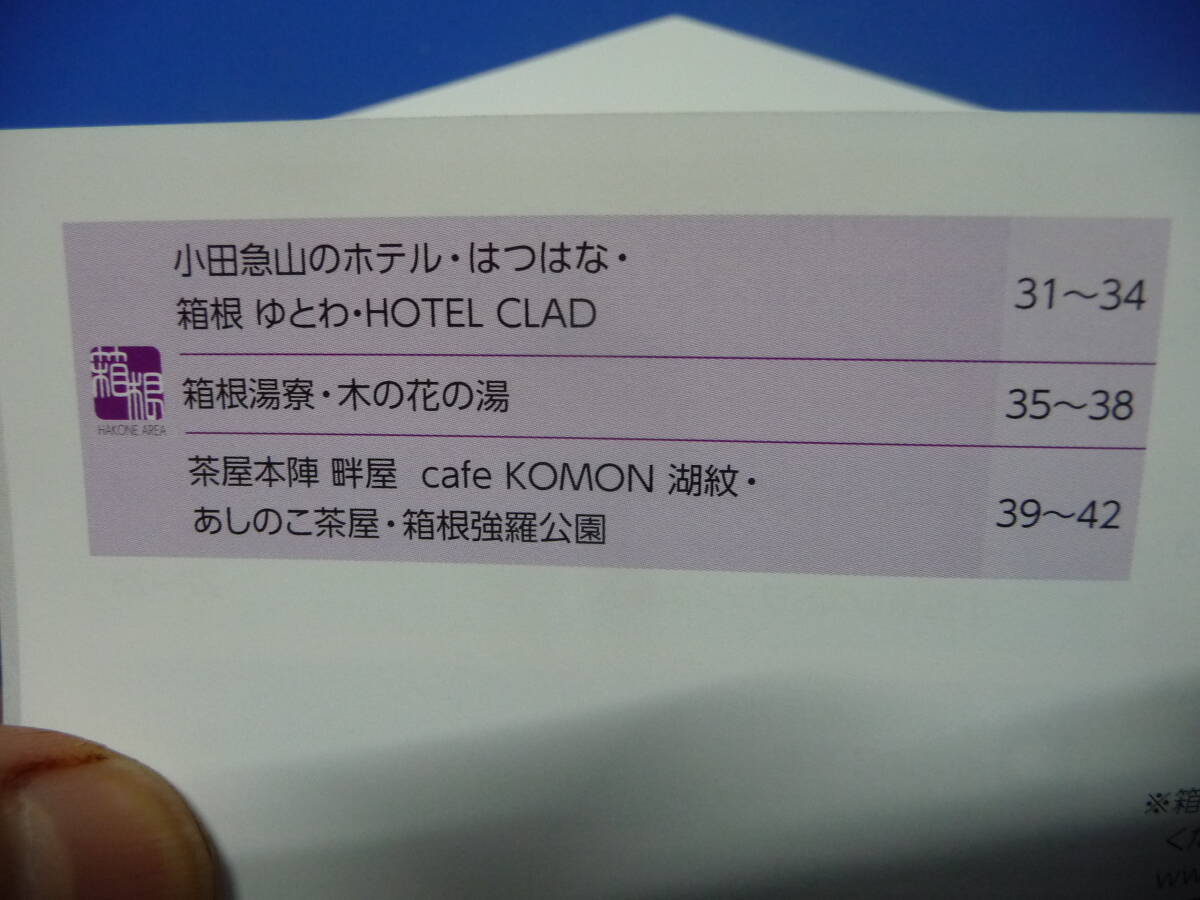 小田急山のホテル・はつはな・
箱根 ゆとわ・HOTEL CLAD
31～34
箱根
HAKONE AREA
箱根湯寮・木の花の湯
35～38
茶屋本陣 畔屋 cafe KOMON 湖紋・
あしのこ茶屋・箱根強羅公園
39～42
※箱